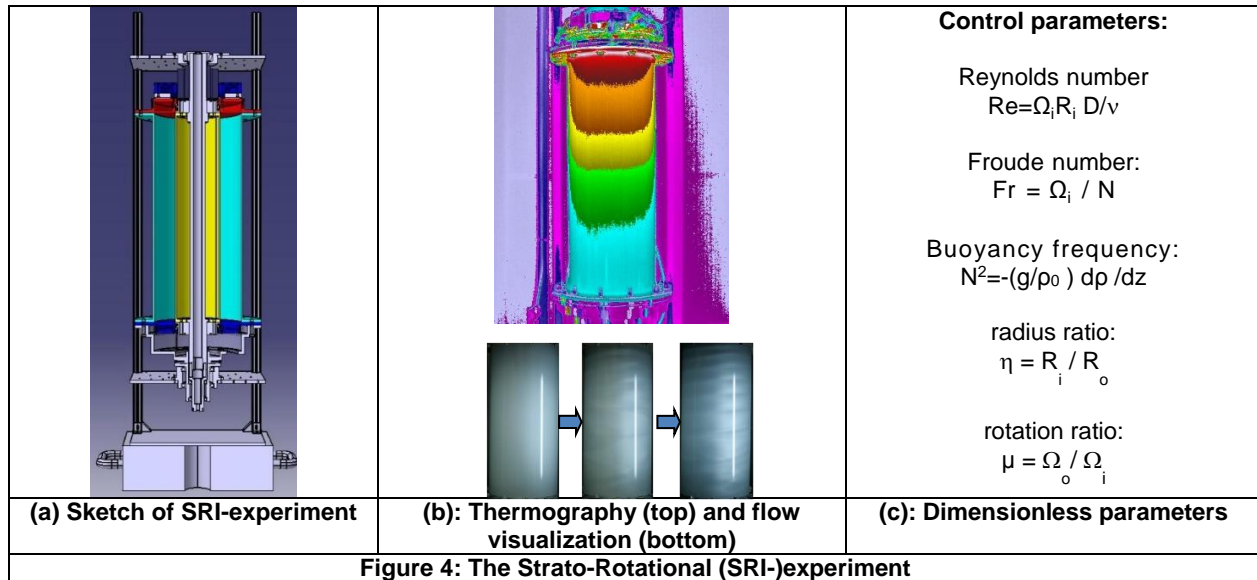 Control parameters:
Reynolds number
Re=ΩᵢRᵢ D/ν
Froude number:
Fr = Ωᵢ / N
Buoyancy frequency:
N²=-(g/ρ₀ ) dρ /dz
radius ratio:
η = Rᵢ / Rₒ
rotation ratio:
μ = Ωₒ / Ωᵢ
(a) Sketch of SRI-experiment
(b): Thermography (top) and flow
visualization (bottom)
(c): Dimensionless parameters
Figure 4: The Strato-Rotational (SRI-)experiment